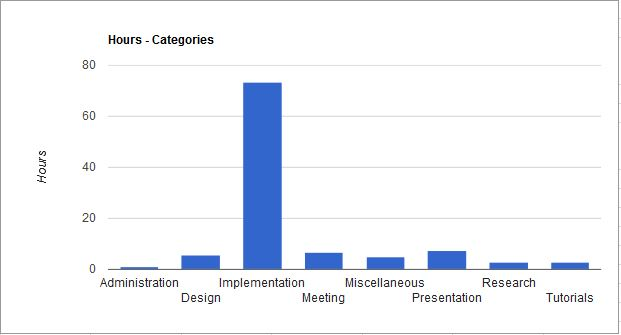 Hours - Categories
80
60
40
20
0
Hours
Administration
Design
Implementation
Meeting
Miscellaneous
Presentation
Research
Tutorials